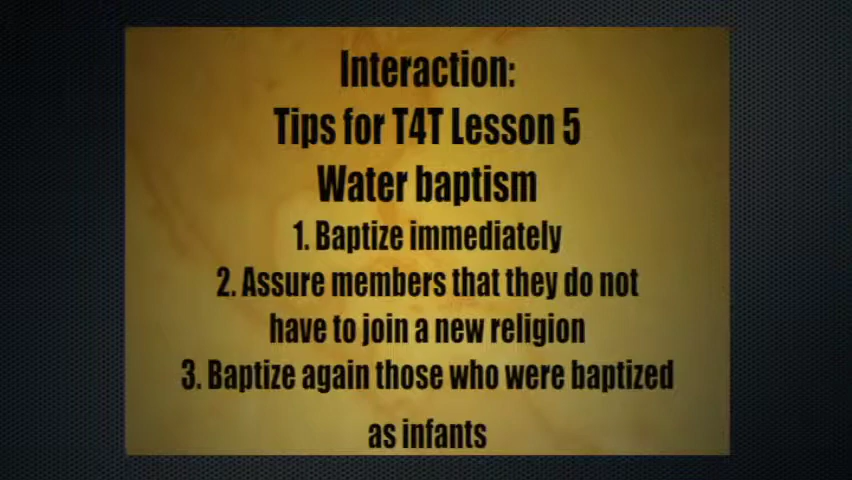 Interaction:
Tips for T4T Lesson 5
Water baptism
1. Baptize immediately
2. Assure members that they do not
have to join a new religion
3. Baptize again those who were baptized
as infants